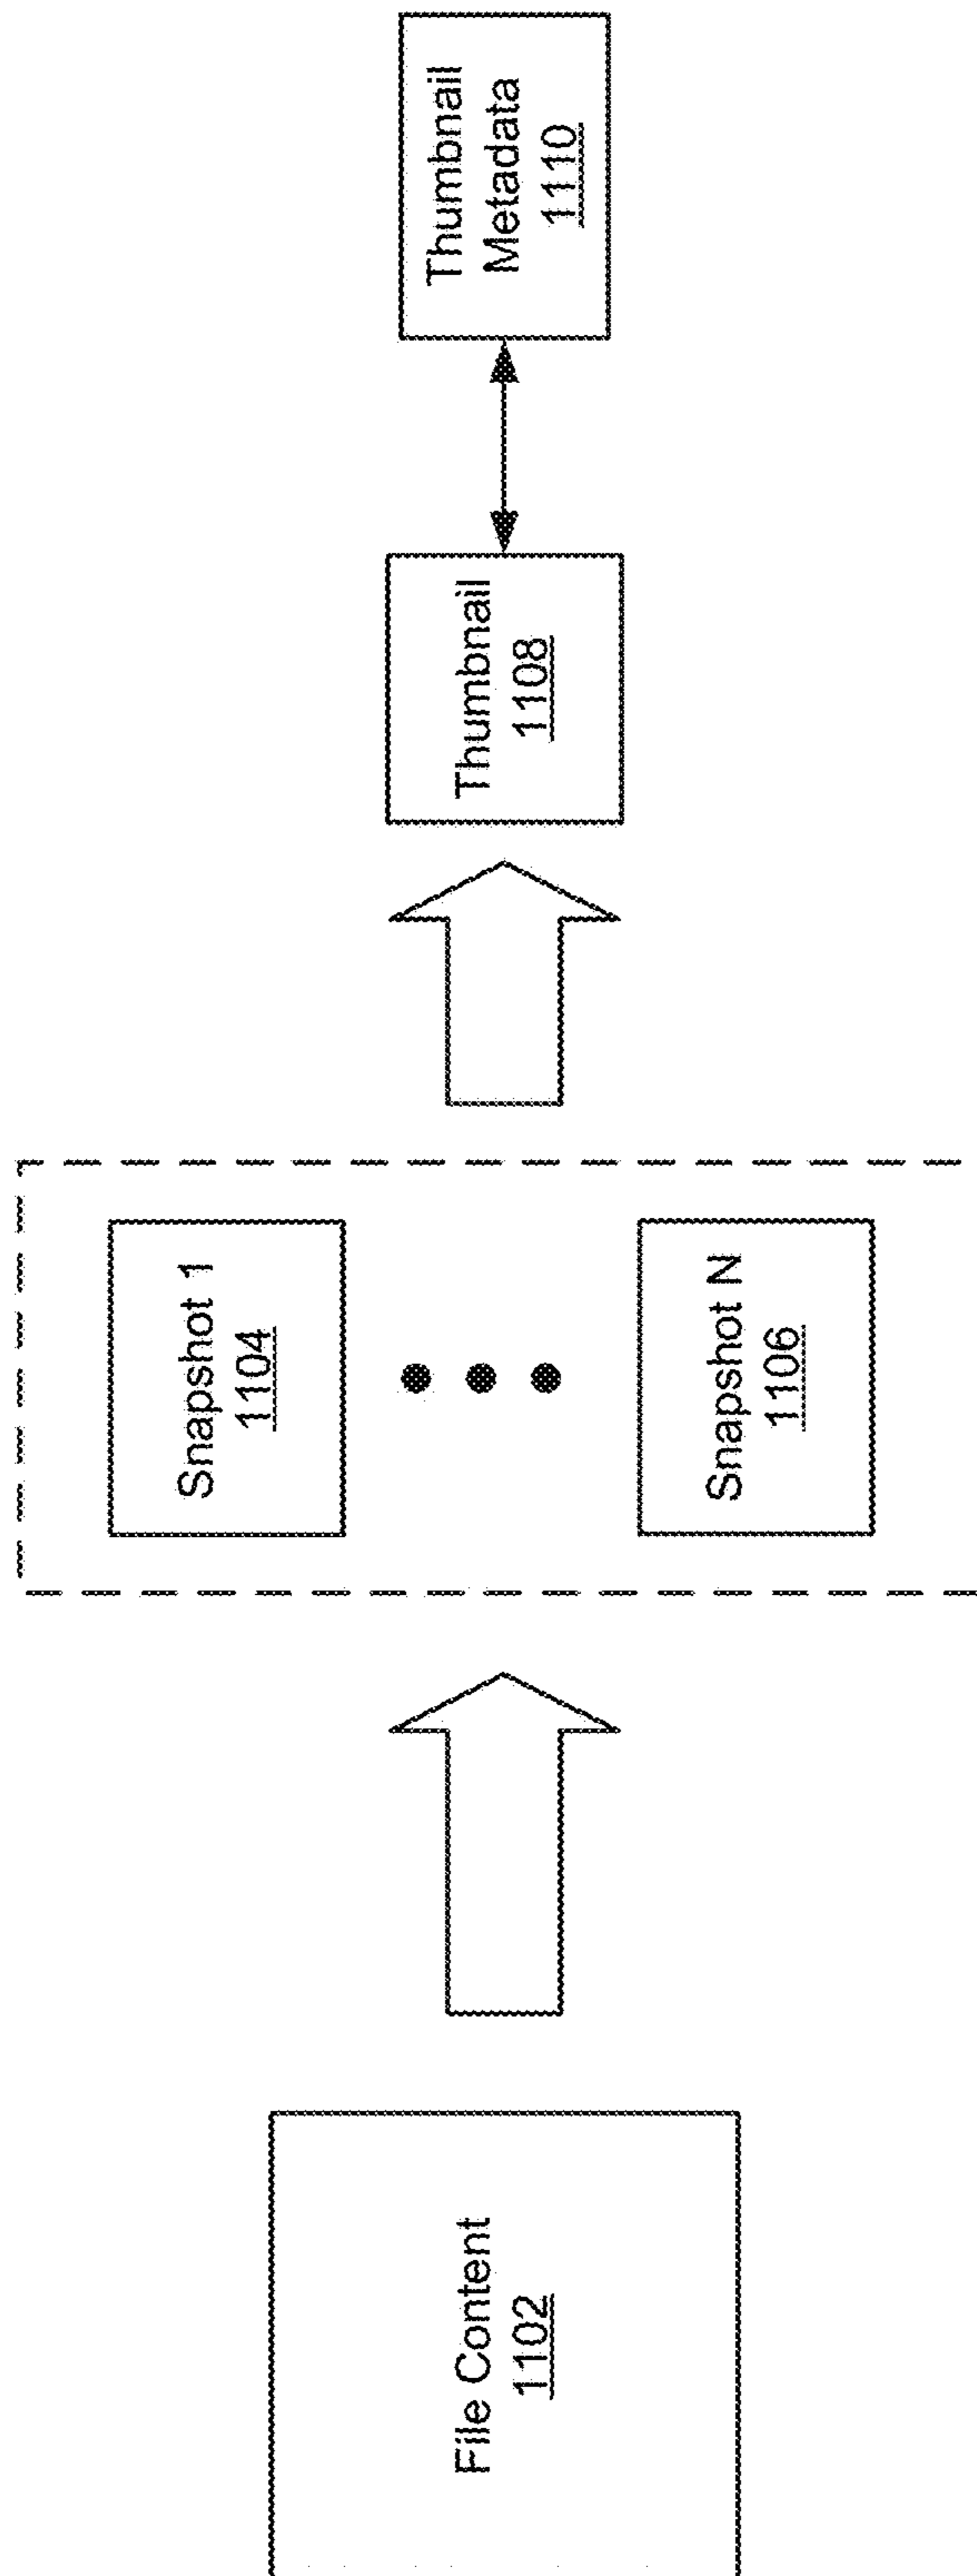 File Content
1102
Snapshot 1
1104
Snapshot N
1106
Thumbnail
1108
Thumbnail
Metadata
1110